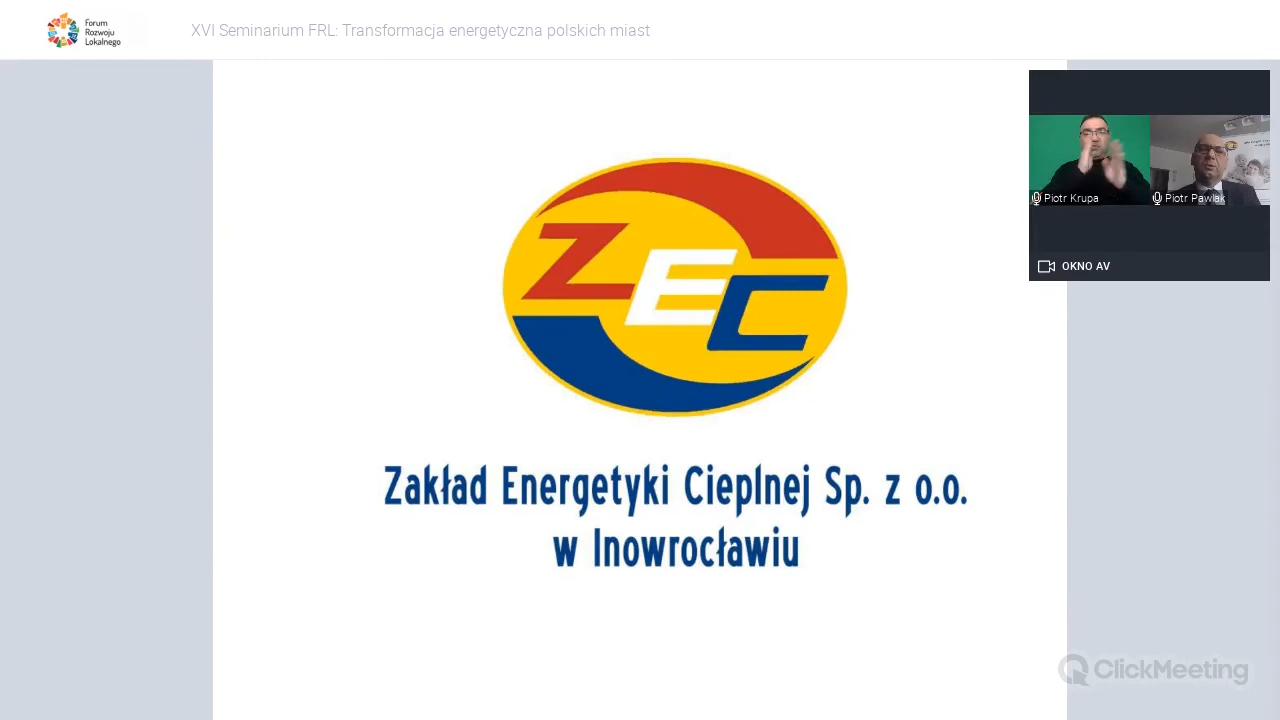 Forum
Rozwoju
Lokalnego
XVI Seminarium FRL: Transformacja energetyczna polskich miast
Piotr Krupa
Piotr Pawlak
OKNO AV
ZEC
Zakład Energetyki Cieplnej Sp. z o.o.
w Inowrocławiu
ClickMeeting